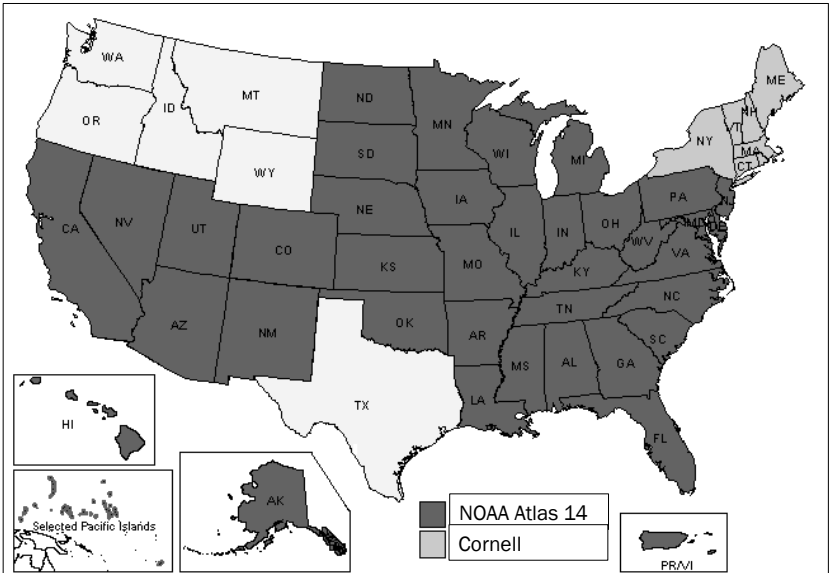 WA
MT
ND
ME
OR
ID
MN
VT
NH
SD
WI
NY
MA
WY
MI
CT
IA
PA
NJ
NE
NV
UT
IL
IN
OH
MD
DE
CA
CO
WV
VA
KS
MO
KY
NC
TN
AZ
NM
OK
AR
SC
MS
AL
GA
LA
TX
HI
FL
AK
NOAA Atlas 14
Selected Pacific Islands
Cornell
PR/VI